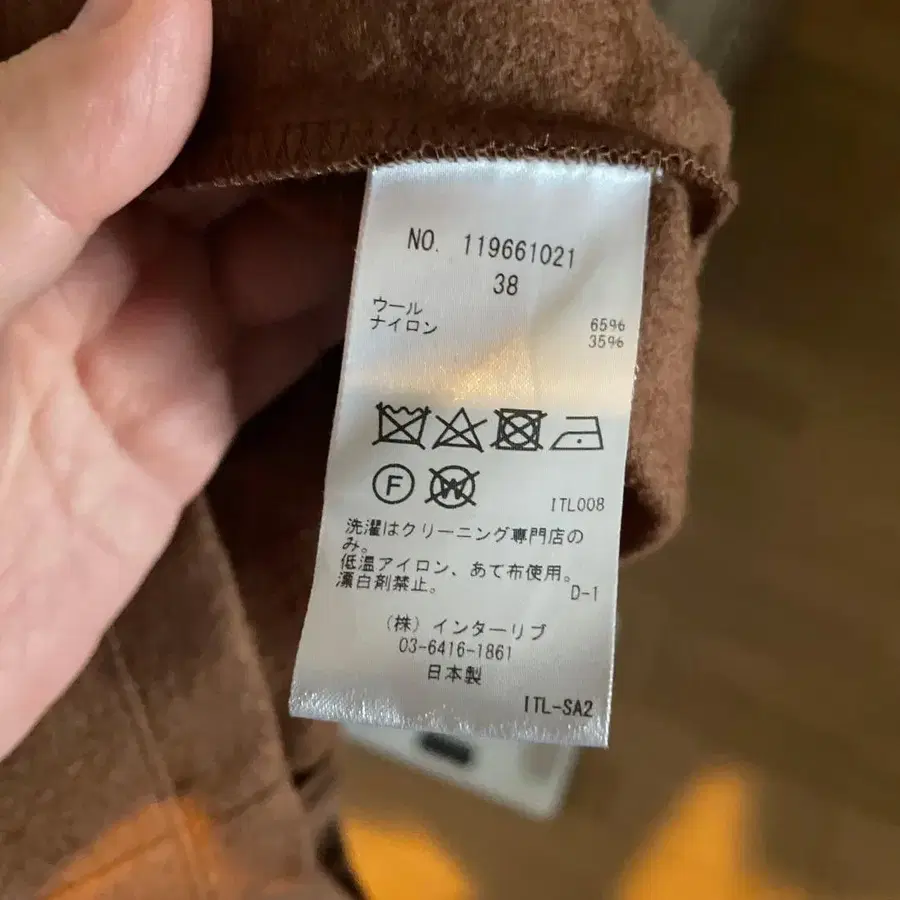 NO. 119661021
38
ウール 65%
ナイロン 35%
F W
ITL008
洗濯はクリーニング専門店の
み。
低温アイロン、あて布使用。
漂白剤禁止。 D-1
(株) インターリブ
03-6416-1861
日本製
ITL-SA2